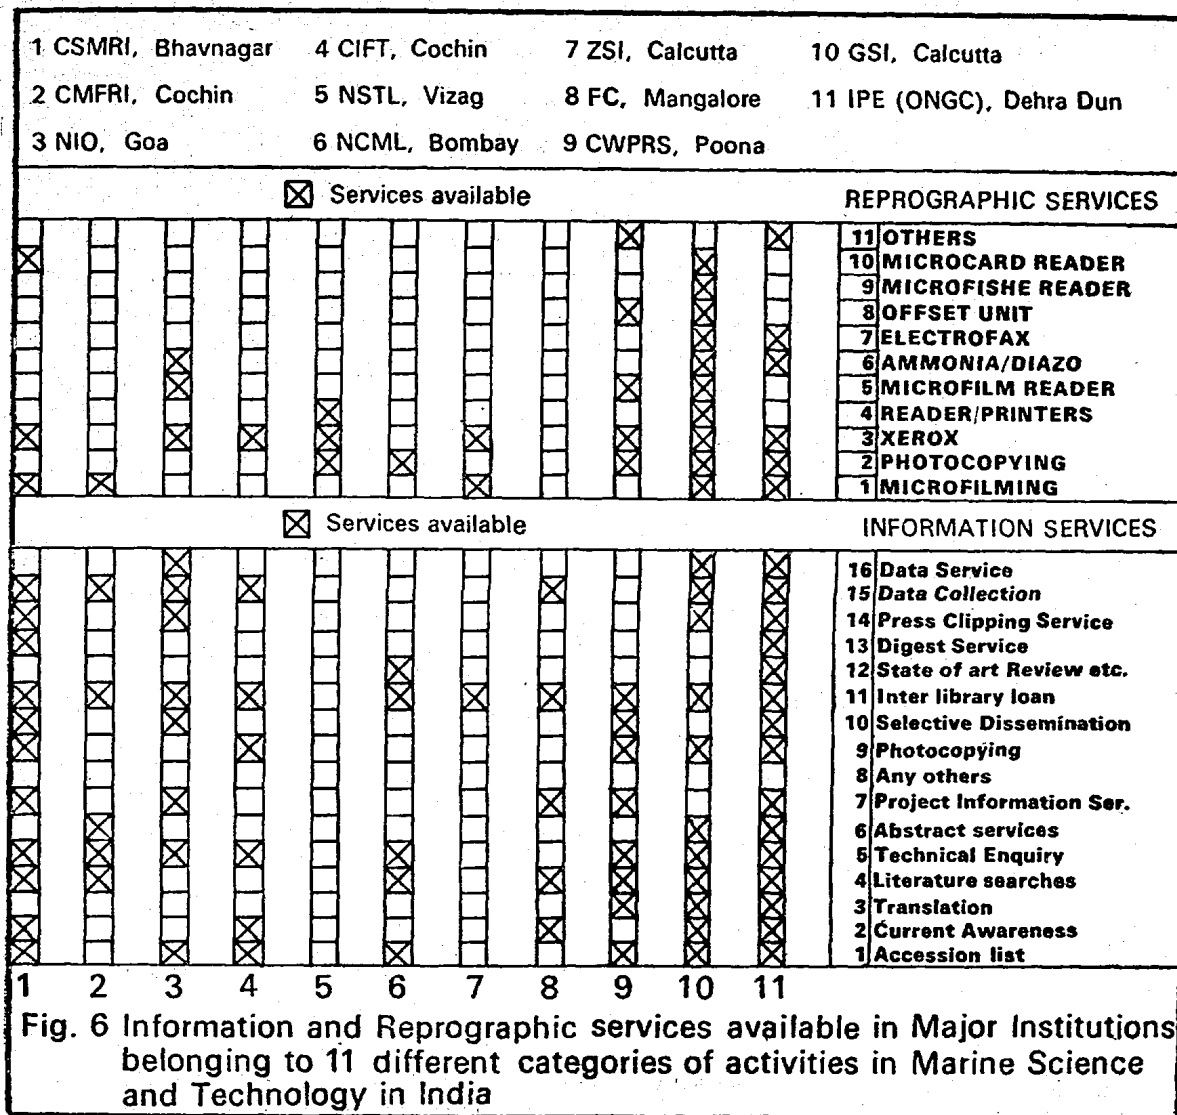 1 CSMRI, Bhavnagar 4 CIFT, Cochin 7 ZSI, Calcutta 10 GSI, Calcutta
2 CMFRI, Cochin 5 NSTL, Vizag 8 FC, Mangalore 11 IPE (ONGC), Dehra Dun
3 NIO, Goa 6 NCML, Bombay 9 CWPRS, Poona
Services available REPROGRAPHIC SERVICES
11 OTHERS
10 MICROCARD READER
9 MICROFISHE READER
8 OFFSET UNIT
7 ELECTROFAX
6 AMMONIA/DIAZO
5 MICROFILM READER
4 READER/PRINTERS
3 XEROX
2 PHOTOCOPYING
1 MICROFILMING
Services available INFORMATION SERVICES
16 Data Service
15 Data Collection
14 Press Clipping Service
13 Digest Service
12 State of art Review etc.
11 Inter library loan
10 Selective Dissemination
9 Photocopying
8 Any others
7 Project Information Ser.
6 Abstract services
5 Technical Enquiry
4 Literature searches
3 Translation
2 Current Awareness
1 Accession list
1 2 3 4 5 6 7 8 9 10 11
Fig. 6 Information and Reprographic services available in Major Institutions
belonging to 11 different categories of activities in Marine Science
and Technology in India